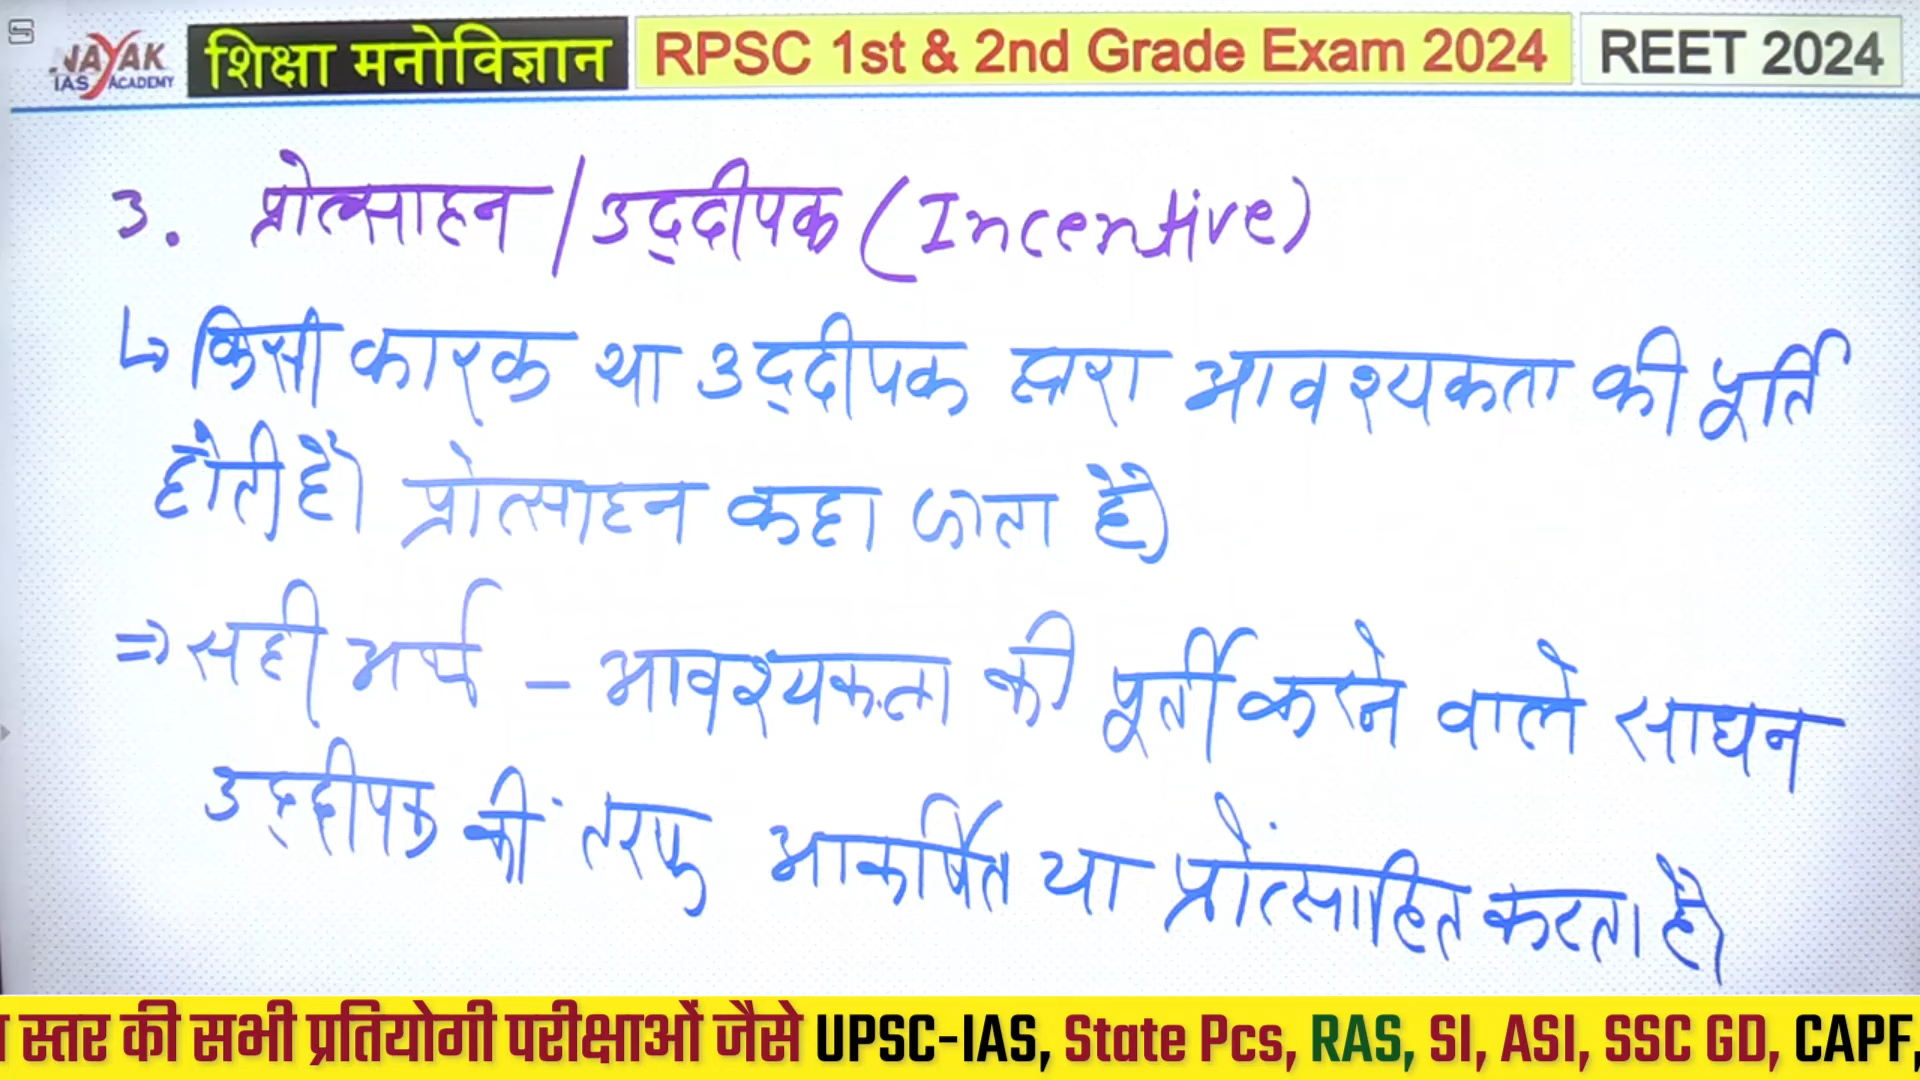 NAYAK
IAS ACADEMY
शिक्षा मनोविज्ञान
RPSC 1st & 2nd Grade Exam 2024
REET 2024
3. प्रोत्साहन / उद्दीपक (Incentive)
↳ किसी कारक या उद्दीपक द्वारा आवश्यकता की पूर्ति
होती है। प्रोत्साहन कहा जाता है।
⇒ सही अर्थ – आवश्यकता की पूर्ती करने वाले साधन
उद्दीपक की तरफ आकर्षित या प्रोत्साहित करता है।
स्तर की सभी प्रतियोगी परीक्षाओं जैसे UPSC-IAS, State Pcs, RAS, SI, ASI, SSC GD, CAPF,